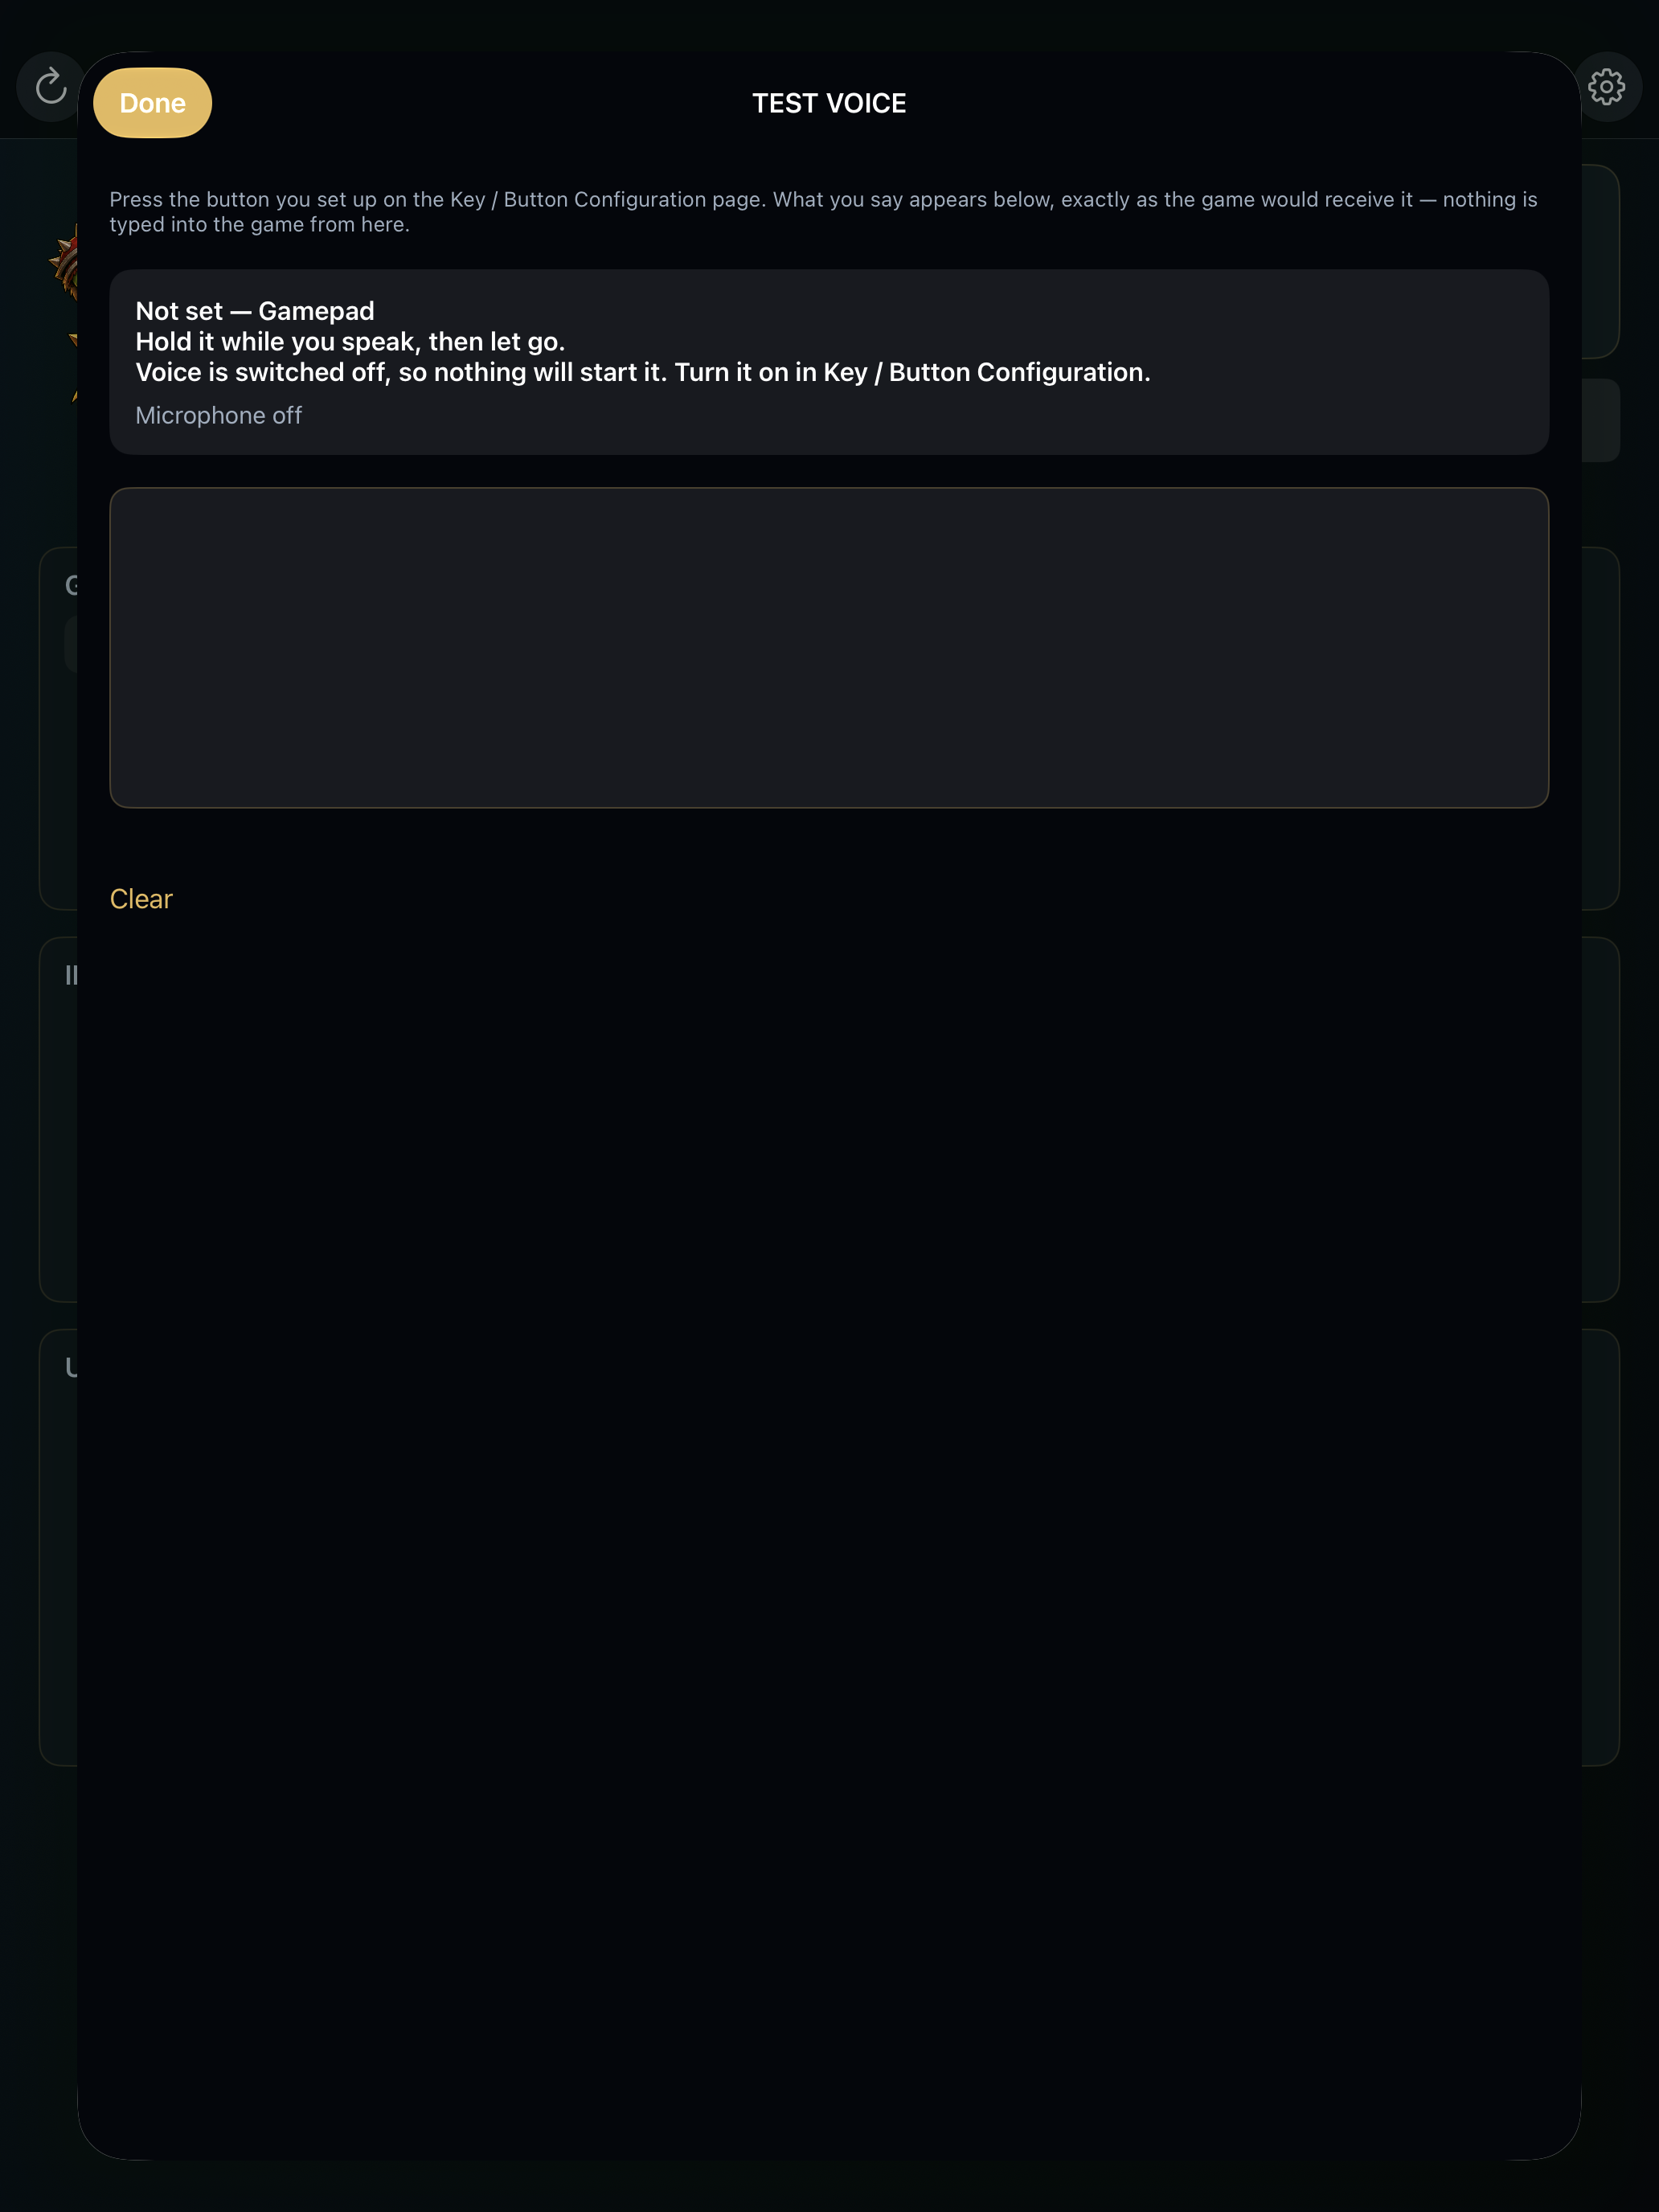 Done
TEST VOICE
Press the button you set up on the Key / Button Configuration page. What you say appears below, exactly as the game would receive it — nothing is
typed into the game from here.
Not set — Gamepad
Hold it while you speak, then let go.
Voice is switched off, so nothing will start it. Turn it on in Key / Button Configuration.
Microphone off
Clear